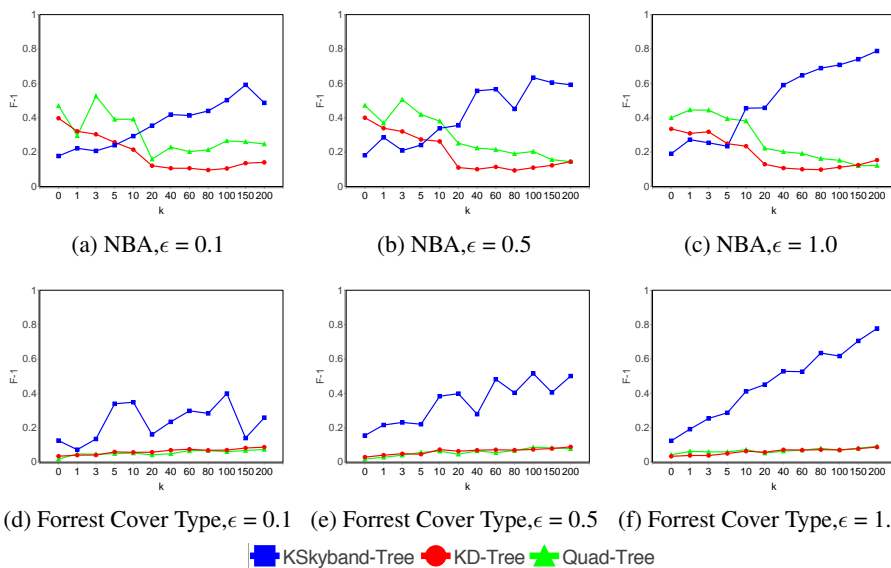 1
0.8
0.6
0.4
0.2
0
F-1
0 1 3 5 10 20 40 60 80 100 150 200
k
(a) NBA,ϵ = 0.1
1
0.8
0.6
0.4
0.2
0
F-1
0 1 3 5 10 20 40 60 80 100 150 200
k
(b) NBA,ϵ = 0.5
1
0.8
0.6
0.4
0.2
0
F-1
0 1 3 5 10 20 40 60 80 100 150 200
k
(c) NBA,ϵ = 1.0
1
0.8
0.6
0.4
0.2
0
F-1
0 1 3 5 10 20 40 60 80 100 150 200
k
(d) Forrest Cover Type,ϵ = 0.1
1
0.8
0.6
0.4
0.2
0
F-1
0 1 3 5 10 20 40 60 80 100 150 200
k
(e) Forrest Cover Type,ϵ = 0.5
1
0.8
0.6
0.4
0.2
0
F-1
0 1 3 5 10 20 40 60 80 100 150 200
k
(f) Forrest Cover Type,ϵ = 1.
KSkyband-Tree KD-Tree Quad-Tree